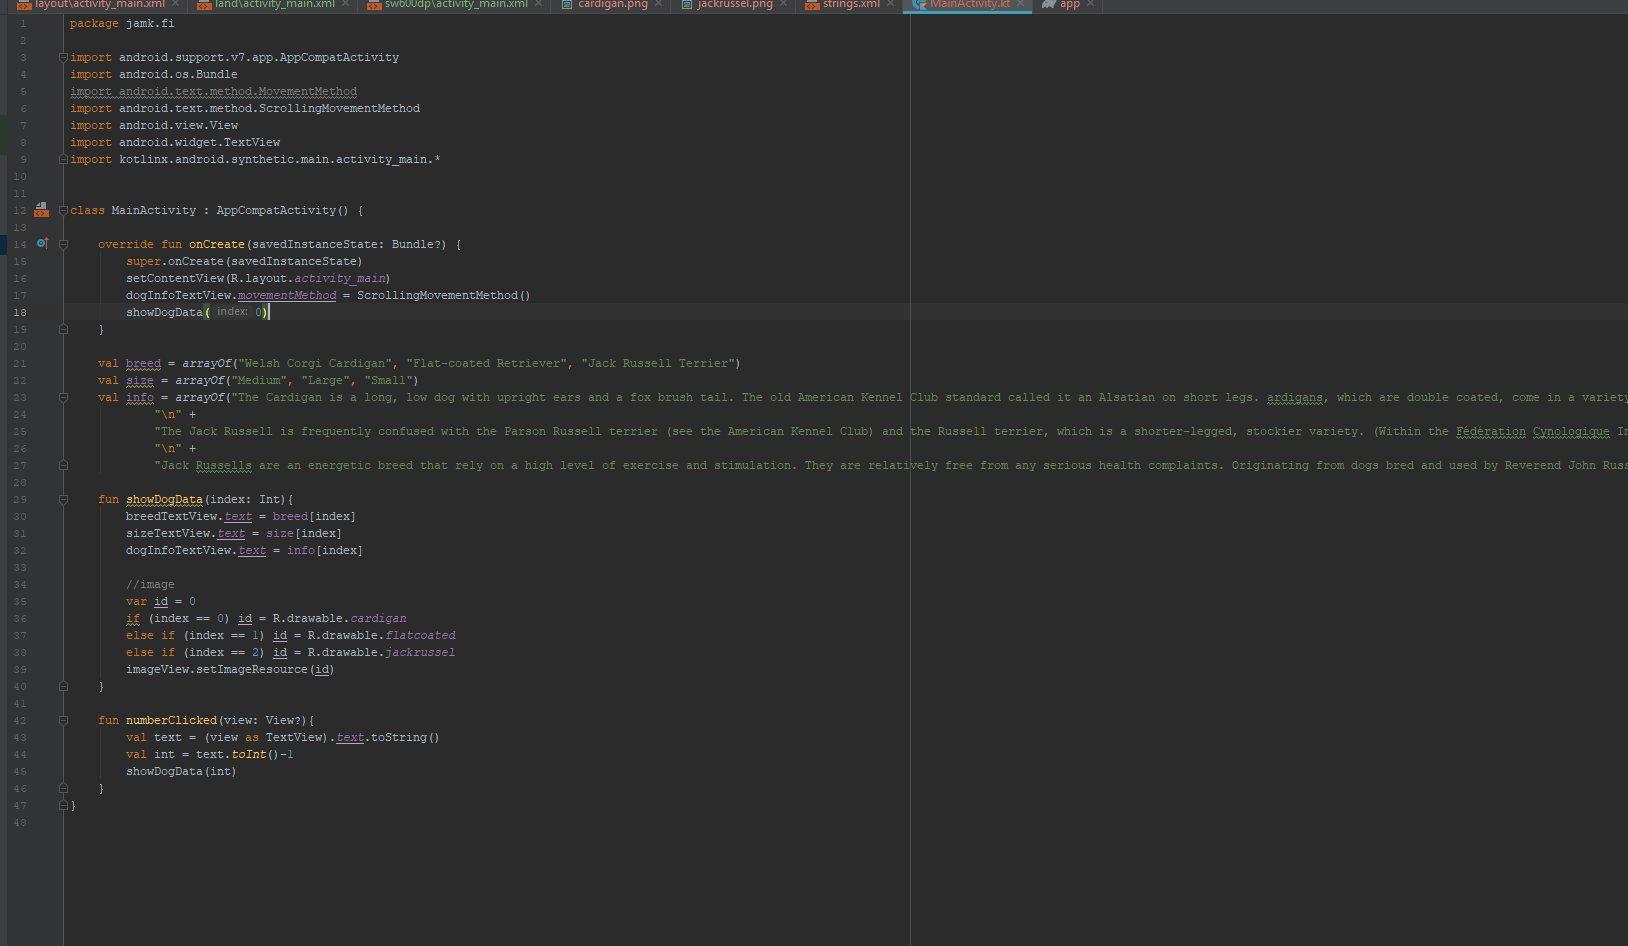 layout\activity_main.xml land\activity_main.xml sw600dp\activity_main.xml cardigan.png jackrussel.png strings.xml MainActivity.kt app
1 package jamk.fi
2
3 import android.support.v7.app.AppCompatActivity
4 import android.os.Bundle
5 import android.text.method.MovementMethod
6 import android.text.method.ScrollingMovementMethod
7 import android.view.View
8 import android.widget.TextView
9 import kotlinx.android.synthetic.main.activity_main.*
10
11
12 class MainActivity : AppCompatActivity() {
13
14 override fun onCreate(savedInstanceState: Bundle?) {
15 super.onCreate(savedInstanceState)
16 setContentView(R.layout.activity_main)
17 dogInfoTextView.movementMethod = ScrollingMovementMethod()
18 showDogData( index: 0)
19 }
20
21 val breed = arrayOf("Welsh Corgi Cardigan", "Flat-coated Retriever", "Jack Russell Terrier")
22 val size = arrayOf("Medium", "Large", "Small")
23 val info = arrayOf("The Cardigan is a long, low dog with upright ears and a fox brush tail. The old American Kennel Club standard called it an Alsatian on short legs. ardigans, which are double coated, come in a variety
24 "\n" +
25 "The Jack Russell is frequently confused with the Parson Russell terrier (see the American Kennel Club) and the Russell terrier, which is a shorter-legged, stockier variety. (Within the Fédération Cynologique In
26 "\n" +
27 "Jack Russells are an energetic breed that rely on a high level of exercise and stimulation. They are relatively free from any serious health complaints. Originating from dogs bred and used by Reverend John Russ
28
29 fun showDogData(index: Int){
30 breedTextView.text = breed[index]
31 sizeTextView.text = size[index]
32 dogInfoTextView.text = info[index]
33
34 //image
35 var id = 0
36 if (index == 0) id = R.drawable.cardigan
37 else if (index == 1) id = R.drawable.flatcoated
38 else if (index == 2) id = R.drawable.jackrussel
39 imageView.setImageResource(id)
40 }
41
42 fun numberClicked(view: View?){
43 val text = (view as TextView).text.toString()
44 val int = text.toInt()-1
45 showDogData(int)
46 }
47 }
48